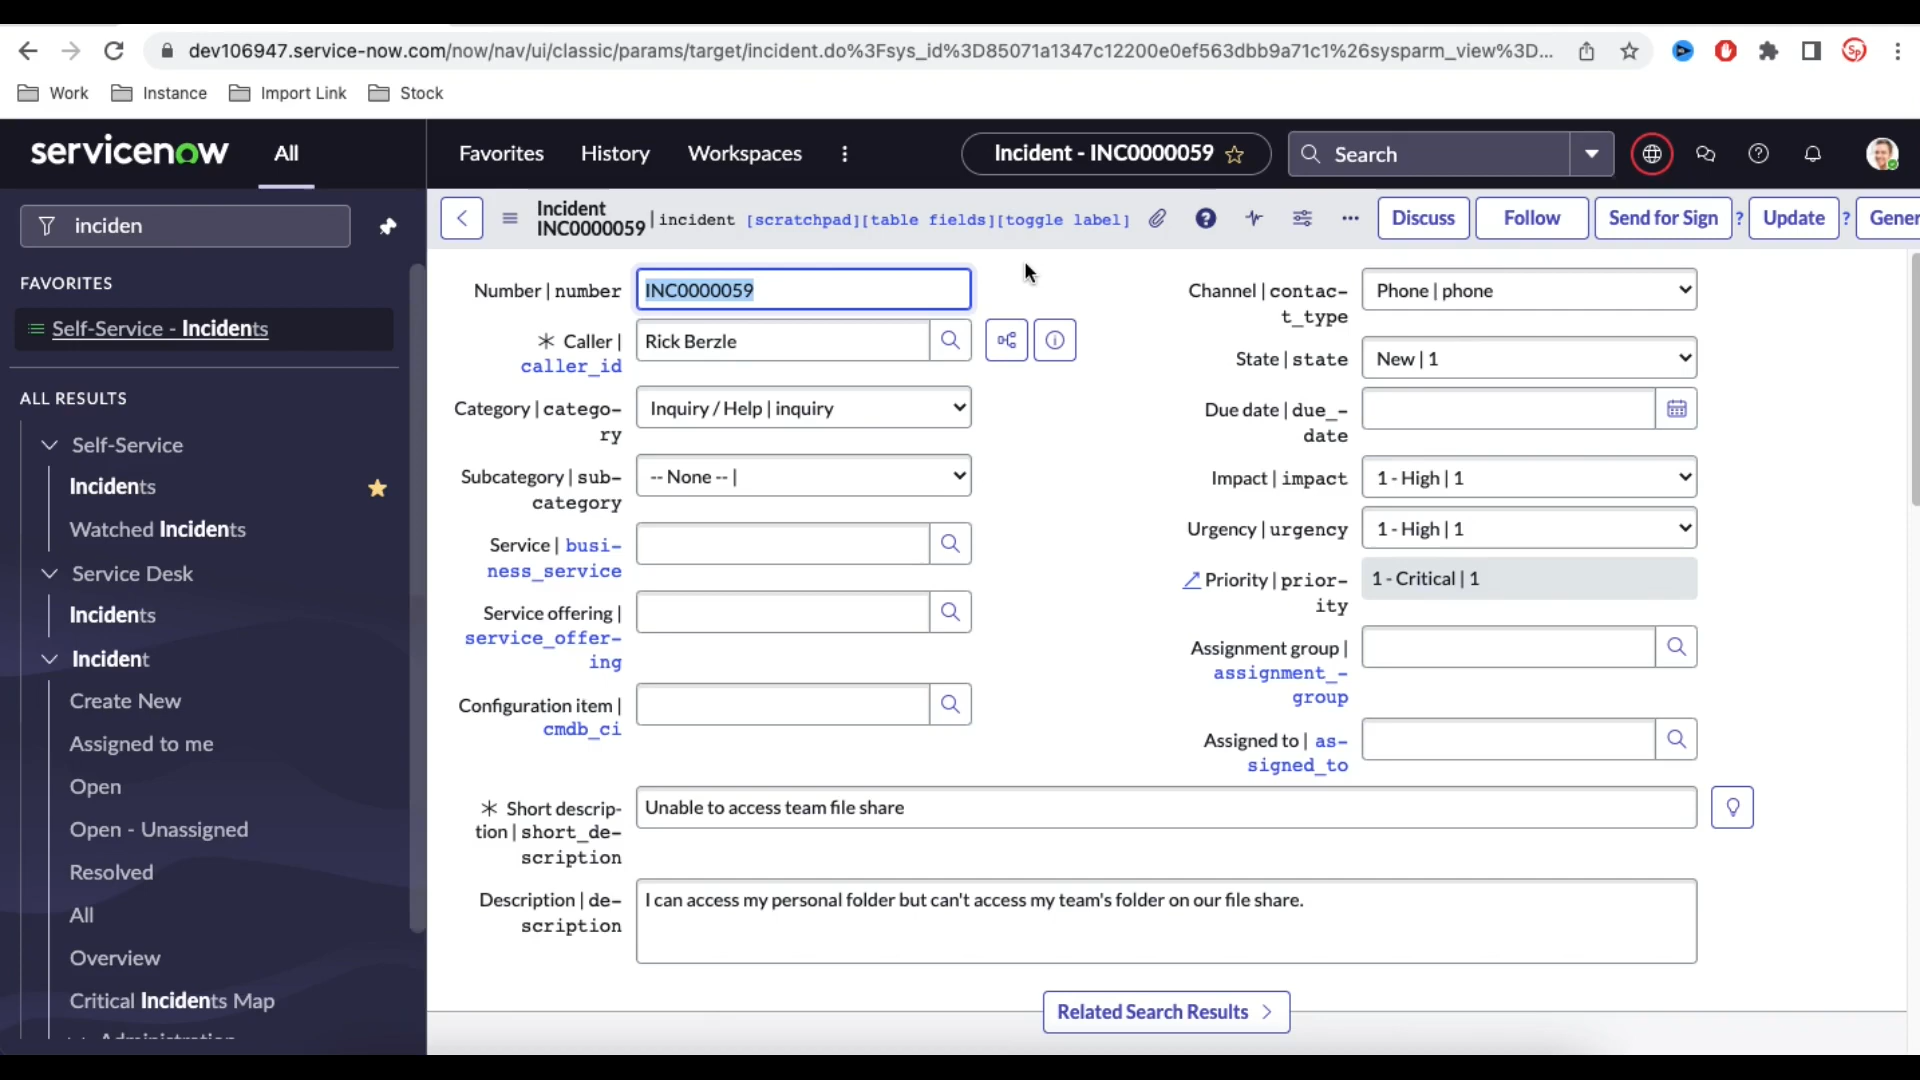 dev106947.service-now.com/now/nav/ui/classic/params/target/incident.do%3Fsys_id%3D85071a1347c12200e0ef563dbb9a71c1%26sysparm_view%3D...
Sp
Work Instance Import Link Stock
servicenow All Favorites History Workspaces Incident - INC0000059 Search
inciden
FAVORITES
Self-Service - Incidents
ALL RESULTS
Self-Service
Incidents
Watched Incidents
Service Desk
Incidents
Incident
Create New
Assigned to me
Open
Open - Unassigned
Resolved
All
Overview
Critical Incidents Map
Administration
Incident
INC0000059 | incident [scratchpad][table fields][toggle label] Discuss Follow Send for Sign ? Update ? Gener
Number | number INC0000059
Caller |
caller_id
Rick Berzle
Category | catego-
ry
Inquiry / Help | inquiry
Subcategory | sub-
category
-- None -- |
Service | busi-
ness_service
Service offering |
service_offer-
ing
Configuration item |
cmdb_ci
Channel | contac-
t_type
Phone | phone
State | state New | 1
Due date | due_-
date
Impact | impact 1 - High | 1
Urgency | urgency 1 - High | 1
Priority | prior-
ity
1 - Critical | 1
Assignment group |
assignment_-
group
Assigned to | as-
signed_to
Short descrip-
tion | short_de-
scription
Unable to access team file share
Description | de-
scription
I can access my personal folder but can't access my team's folder on our file share.
Related Search Results